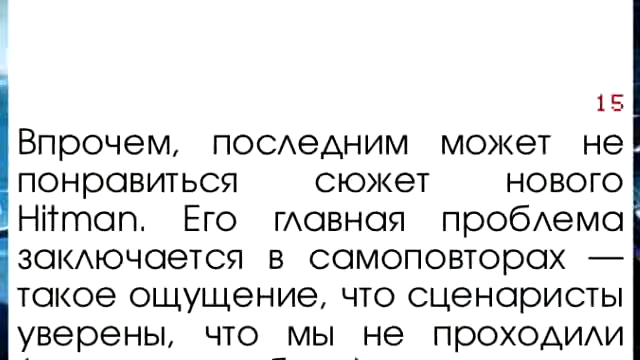 15
Впрочем, последним может не
понравиться сюжет нового
Hitman. Его главная проблема
заключается в самоповторах —
такое ощущение, что сценаристы
уверены, что мы не проходили